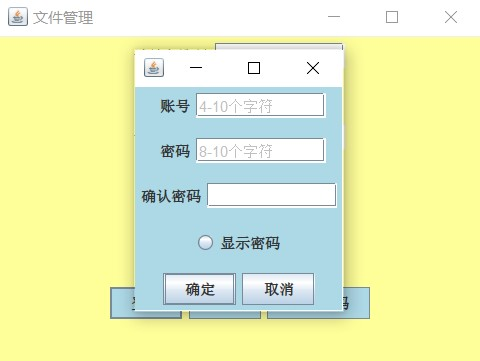 文件管理
账号 4-10个字符
密码 8-10个字符
确认密码
显示密码
确定 取消
码